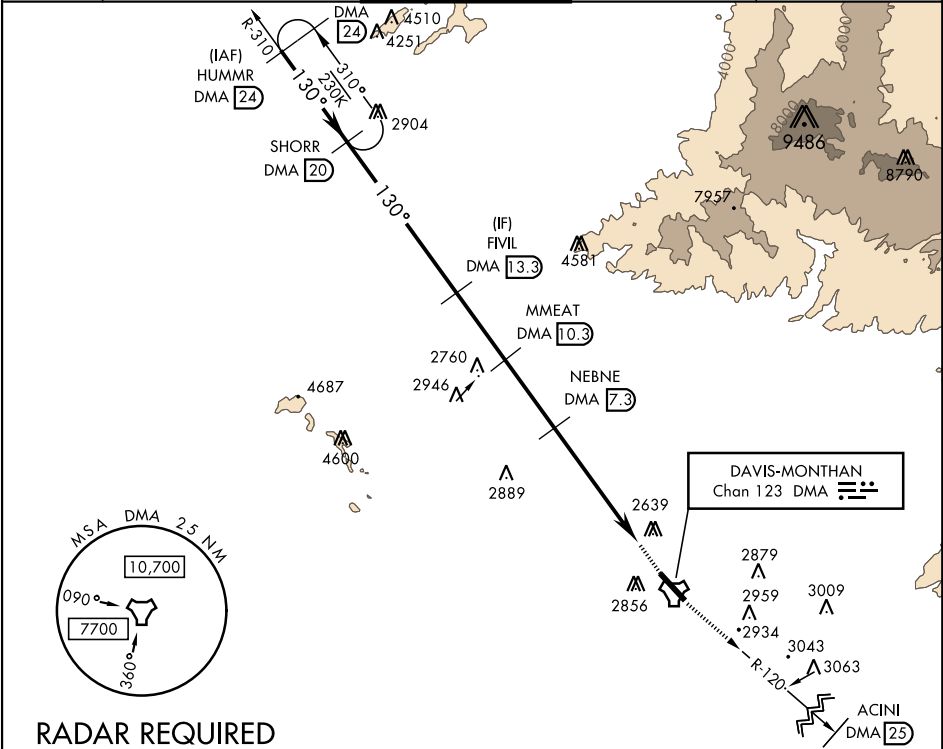 DMA
24
4510
4251
R-310
(IAF)
HUMMR
DMA 24
130°
310°
230K
2904
SHORR
DMA 20
130°
4000
8000
8000
9486
8790
7957
(IF)
FIVIL
DMA 13.3
4581
MMEAT
DMA 10.3
2760
2946
NEBNE
DMA 7.3
4687
4600
2889
DAVIS-MONTHAN
Chan 123 DMA
2639
2856
2879
2959
3009
2934
3043
3063
R-120
ACINI
DMA 25
MSA DMA 25 NM
10,700
090°
7700
360°
RADAR REQUIRED